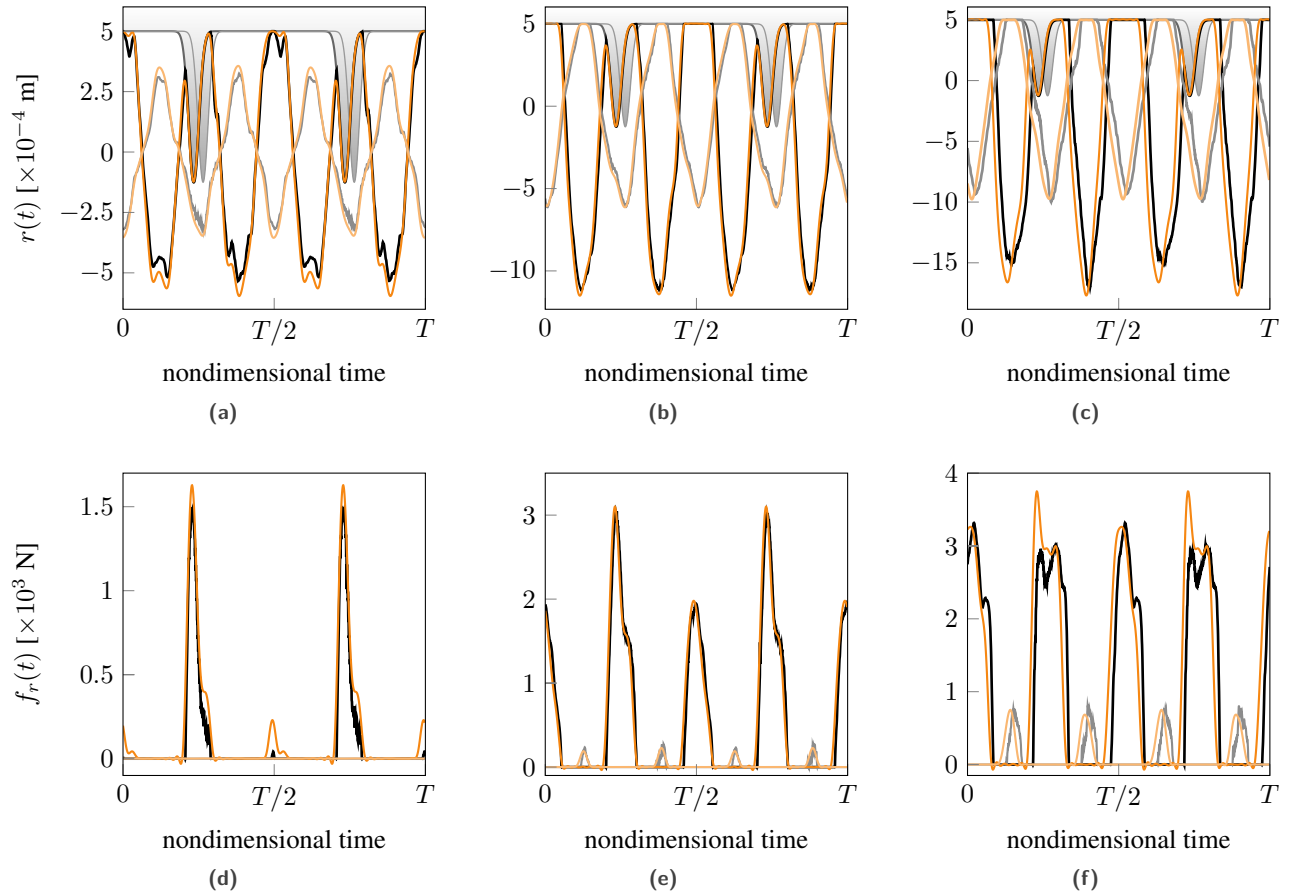 5
2.5
0
−2.5
−5
r(t) [×10⁻⁴ m]
0 T/2 T
nondimensional time
(a)
5
0
−5
−10
0 T/2 T
nondimensional time
(b)
5
0
−5
−10
−15
0 T/2 T
nondimensional time
(c)
1.5
1
0.5
0
f_r(t) [×10³ N]
0 T/2 T
nondimensional time
(d)
3
2
1
0
0 T/2 T
nondimensional time
(e)
4
3
2
1
0
0 T/2 T
nondimensional time
(f)